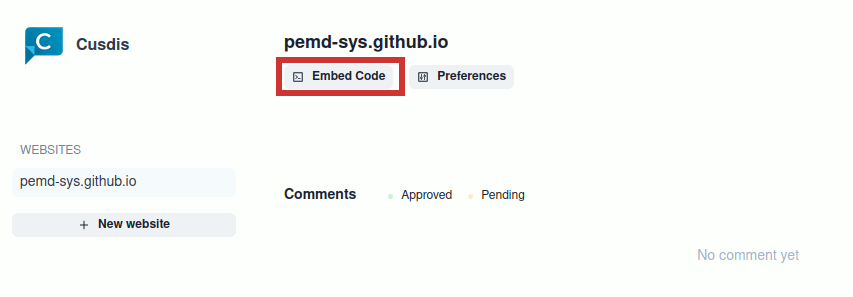 Cusdis
pemd-sys.github.io
Embed Code
Preferences
WEBSITES
pemd-sys.github.io
+ New website
Comments
Approved
Pending
No comment yet